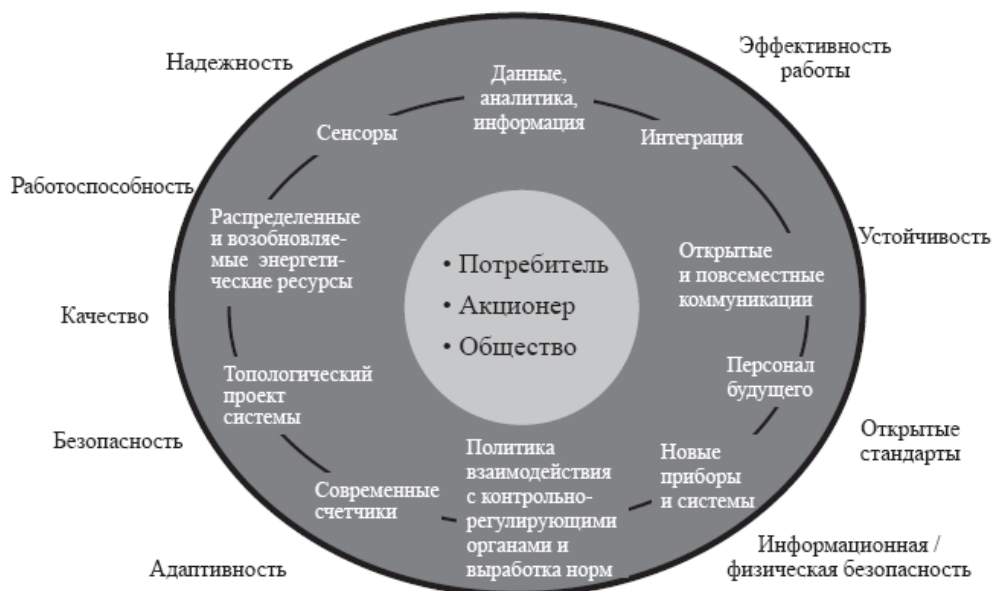 Надежность
Эффективность
работы
Данные,
аналитика,
информация
Сенсоры
Интеграция
Работоспособность
Распределенные
и возобновляе-
мые энергети-
ческие ресурсы
Открытые
и повсеместные
коммуникации
Устойчивость
• Потребитель
• Акционер
• Общество
Качество
Топологический
проект
системы
Персонал
будущего
Безопасность
Открытые
стандарты
Современные
счетчики
Политика
взаимодействия
с контрольно-
регулирующими
органами и
выработка норм
Новые
приборы
и системы
Адаптивность
Информационная /
физическая безопасность